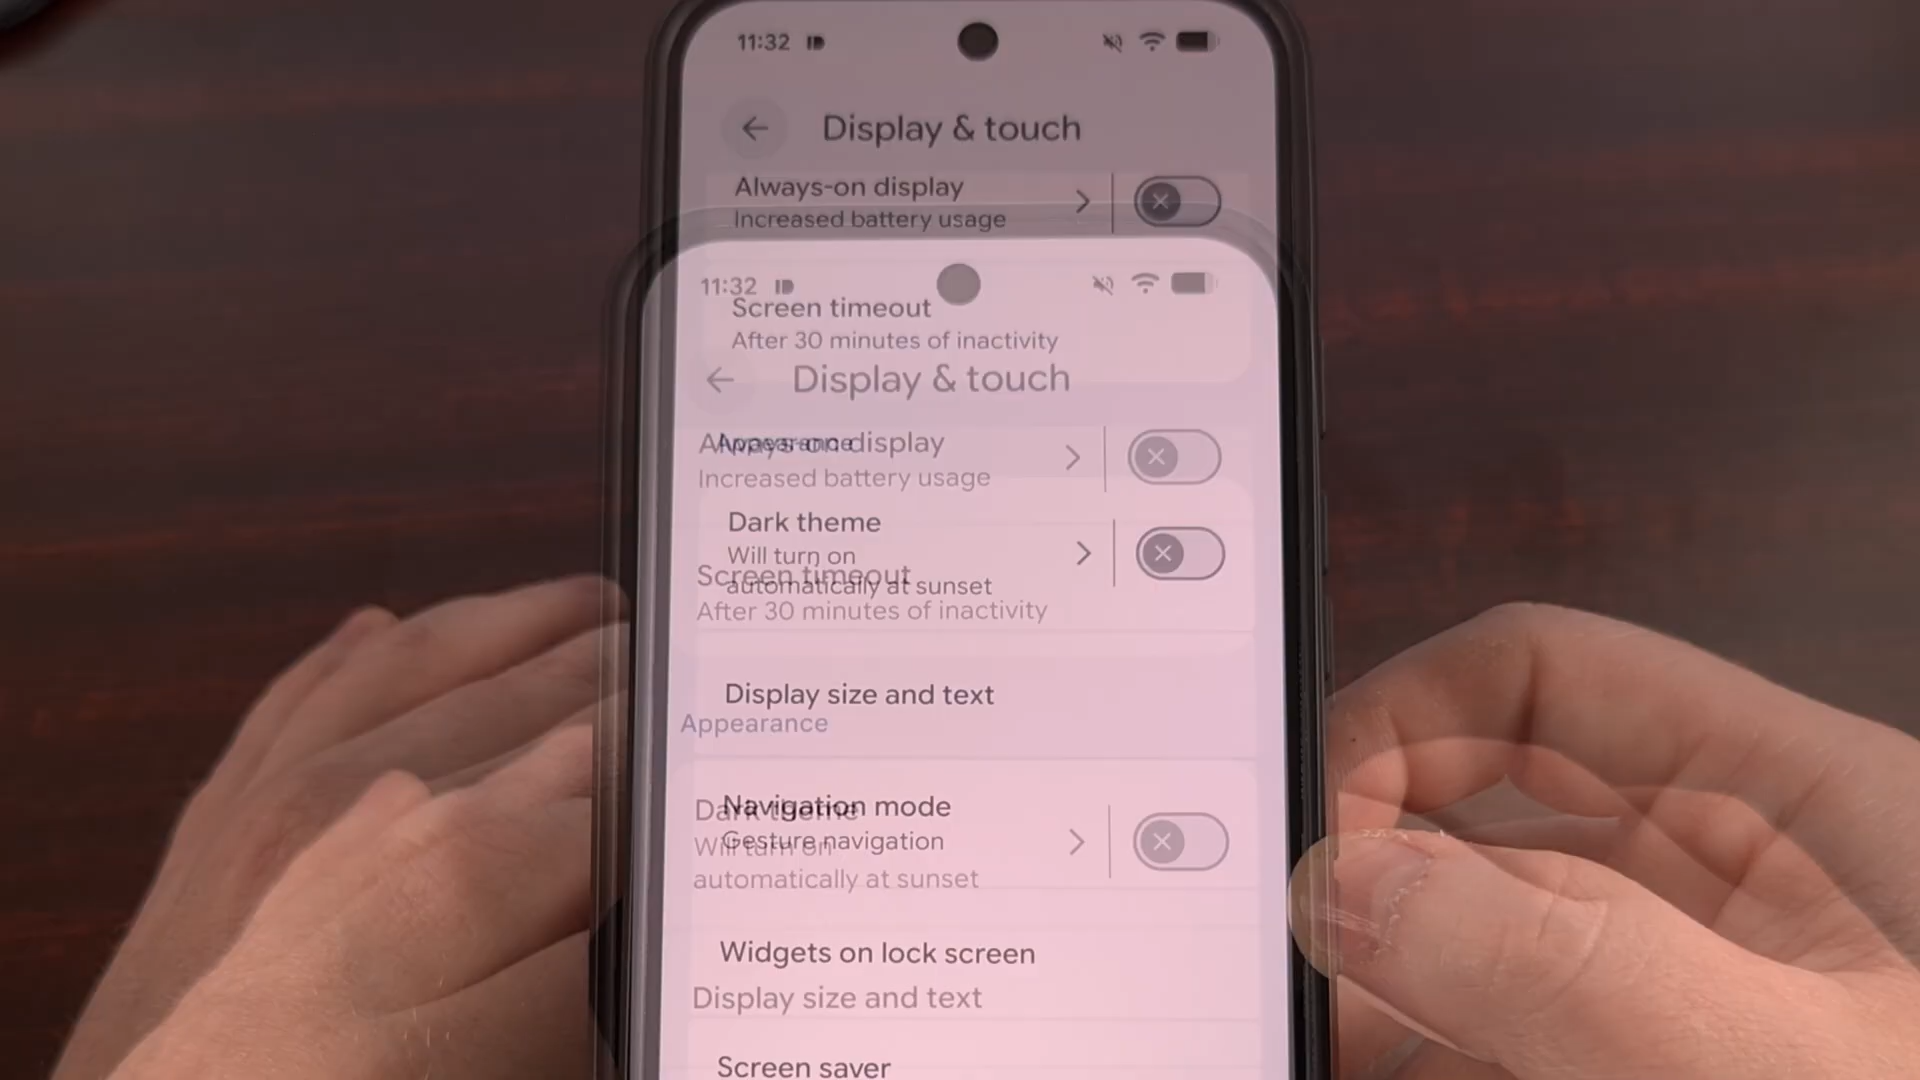 11:32
Display & touch
Always-on display
Increased battery usage
11:32
Screen timeout
After 30 minutes of inactivity
Display & touch
Appearance
Always-on display
Increased battery usage
Dark theme
Will turn on
automatically at sunset
Screen timeout
After 30 minutes of inactivity
Display size and text
Appearance
Navigation mode
Gesture navigation
Dark theme
Will turn on
automatically at sunset
Widgets on lock screen
Display size and text
Screen saver